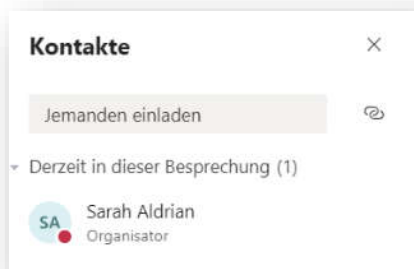 Kontakte
Jemanden einladen
Derzeit in dieser Besprechung (1)
SA
Sarah Aldrian
Organisator